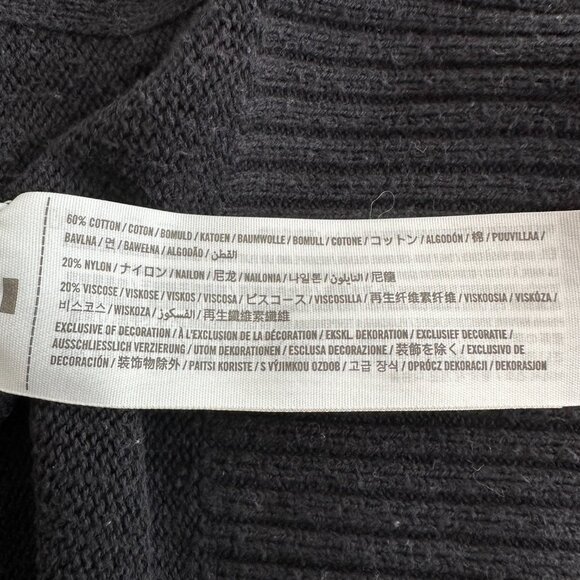 60% COTTON / COTON / BOMULD / KATOEN / BAUMWOLLE / BOMULL / COTONE / コットン / ALGODÓN / 棉 / PUUVILLAA /
BAVLNA / 면 / BAWEŁNA / ALGODÃO / القطن
20% NYLON / ナイロン / NAILON / 尼龙 / NAILONIA / 나일론 / النايلون / 尼龍
20% VISCOSE / VISKOSE / VISKOS / VISCOSA / ビスコース / VISCOSILLA / 再生纤维素纤维 / VISKOOSIA / VISKÓZA /
비스코스 / WISKOZA / الفسكوز / 再生纖維素纖維
EXCLUSIVE OF DECORATION / À L'EXCLUSION DE LA DÉCORATION / EKSKL. DEKORATION / EXCLUSIEF DECORATIE /
AUSSCHLIESSLICH VERZIERUNG / UTOM DEKORATIONEN / ESCLUSA DECORAZIONE / 装飾を除く / EXCLUSIVO DE
DECORACIÓN / 装饰物除外 / PAITSI KORISTE / S VÝJIMKOU OZDOB / 고급 장식 / OPRÓCZ DEKORACJI / DEKORASJON